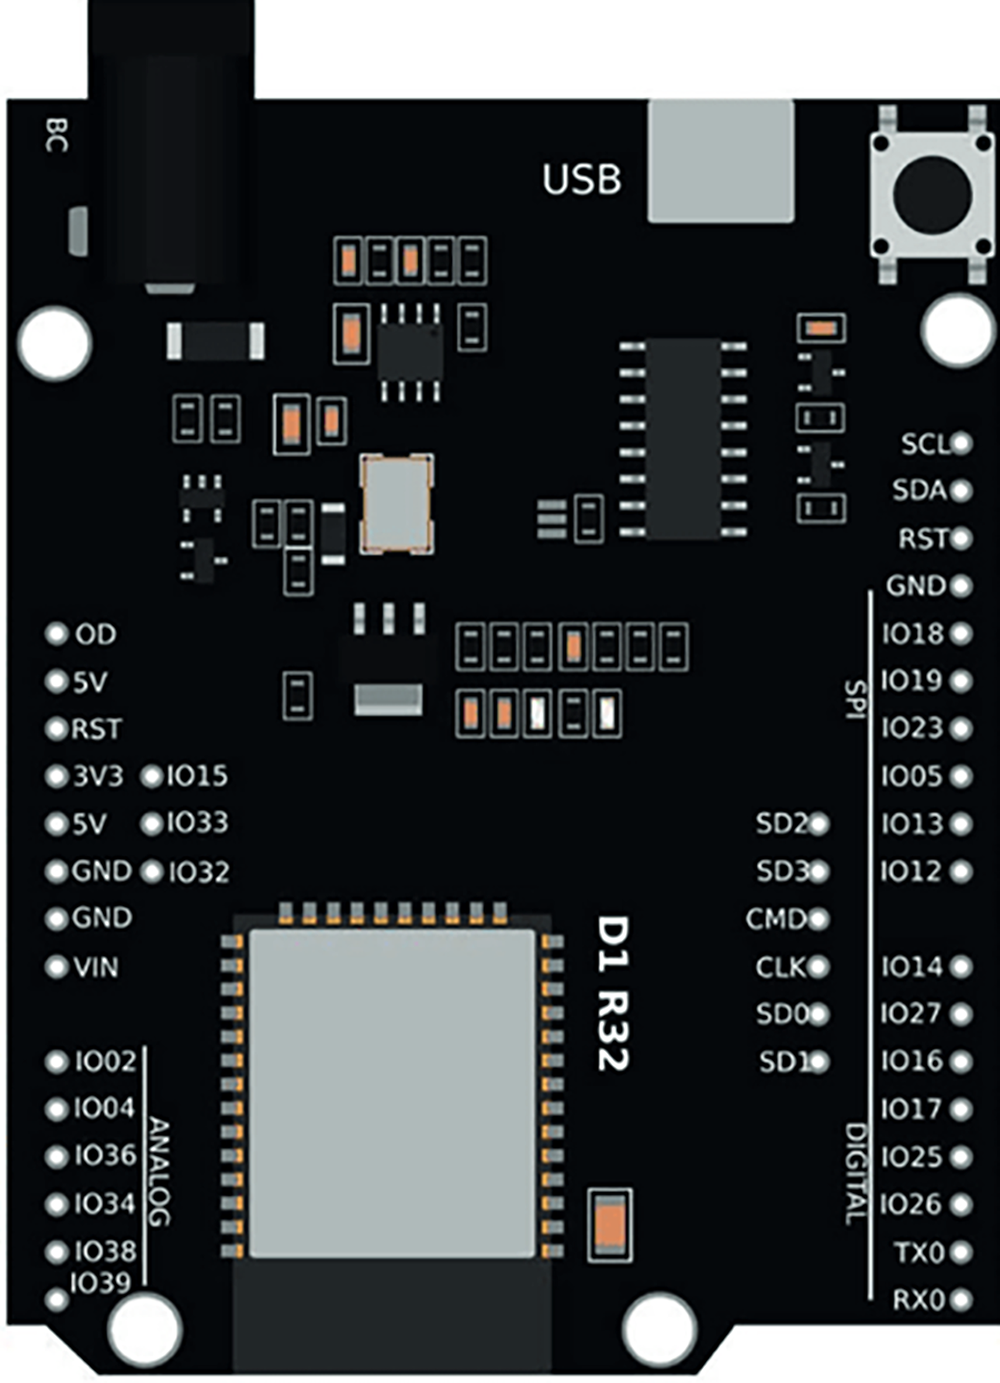 BC
USB
SCL
SDA
RST
GND
IO18
IO19
IO23
IO05
IO13
IO12
IO14
IO27
IO16
IO17
IO25
IO26
TX0
RX0
SPI
DIGITAL
SD2
SD3
CMD
CLK
SD0
SD1
OD
5V
RST
3V3 IO15
5V IO33
GND IO32
GND
VIN
IO02
IO04
IO36
IO34
IO38
IO39
ANALOG
D1 R32